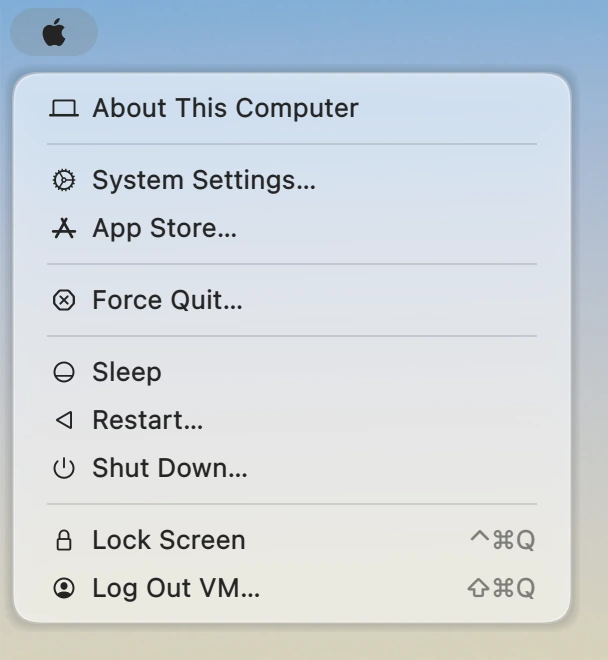 About This Computer
System Settings...
App Store...
Force Quit...
Sleep
Restart...
Shut Down...
Lock Screen ^⌘Q
Log Out VM... ⇧⌘Q